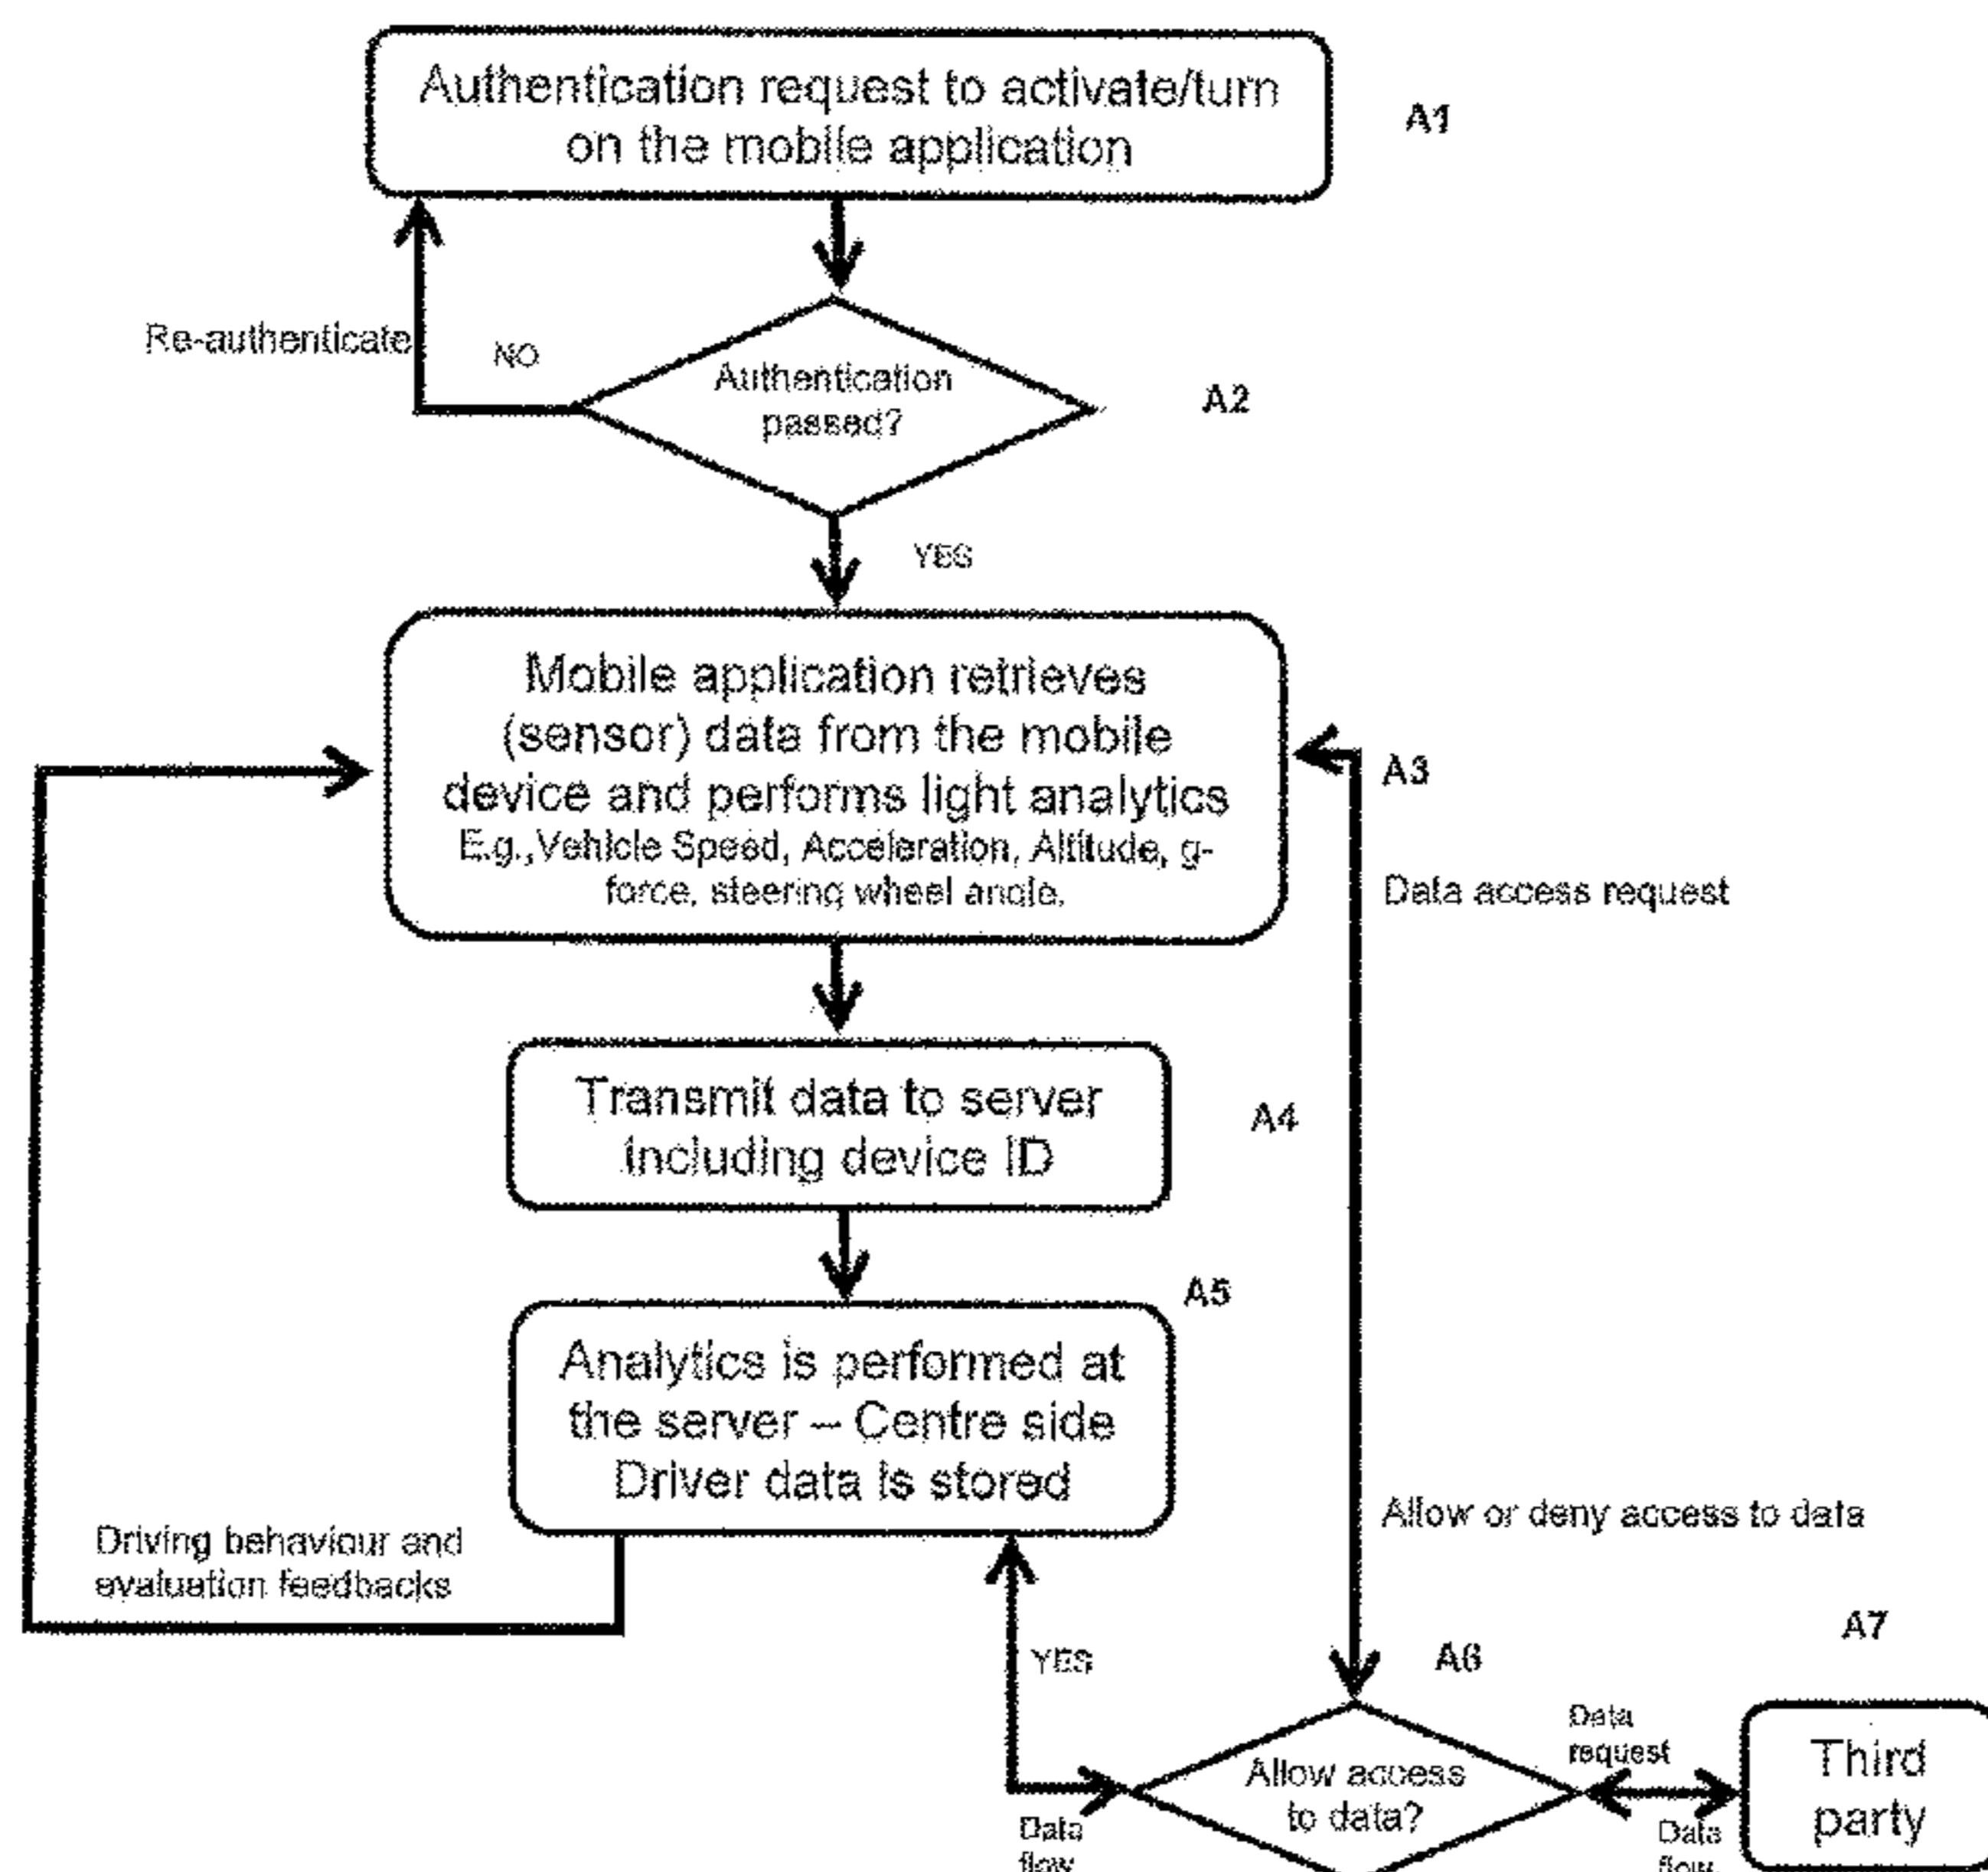 Authentication request to activate/turn
on the mobile application
A1
Re-authenticate
NO
Authentication
passed?
A2
YES
Mobile application retrieves
(sensor) data from the mobile
device and performs light analytics
E.g.,Vehicle Speed, Acceleration, Altitude, g-
force, steering wheel angle.
A3
Data access request
Transmit data to server
including device ID
A4
A5
Analytics is performed at
the server – Centre side
Driver data is stored
Driving behaviour and
evaluation feedbacks
Allow or deny access to data
YES
A6
A7
Data
request
Allow access
to data?
Third
party
Data
flow
Data
flow